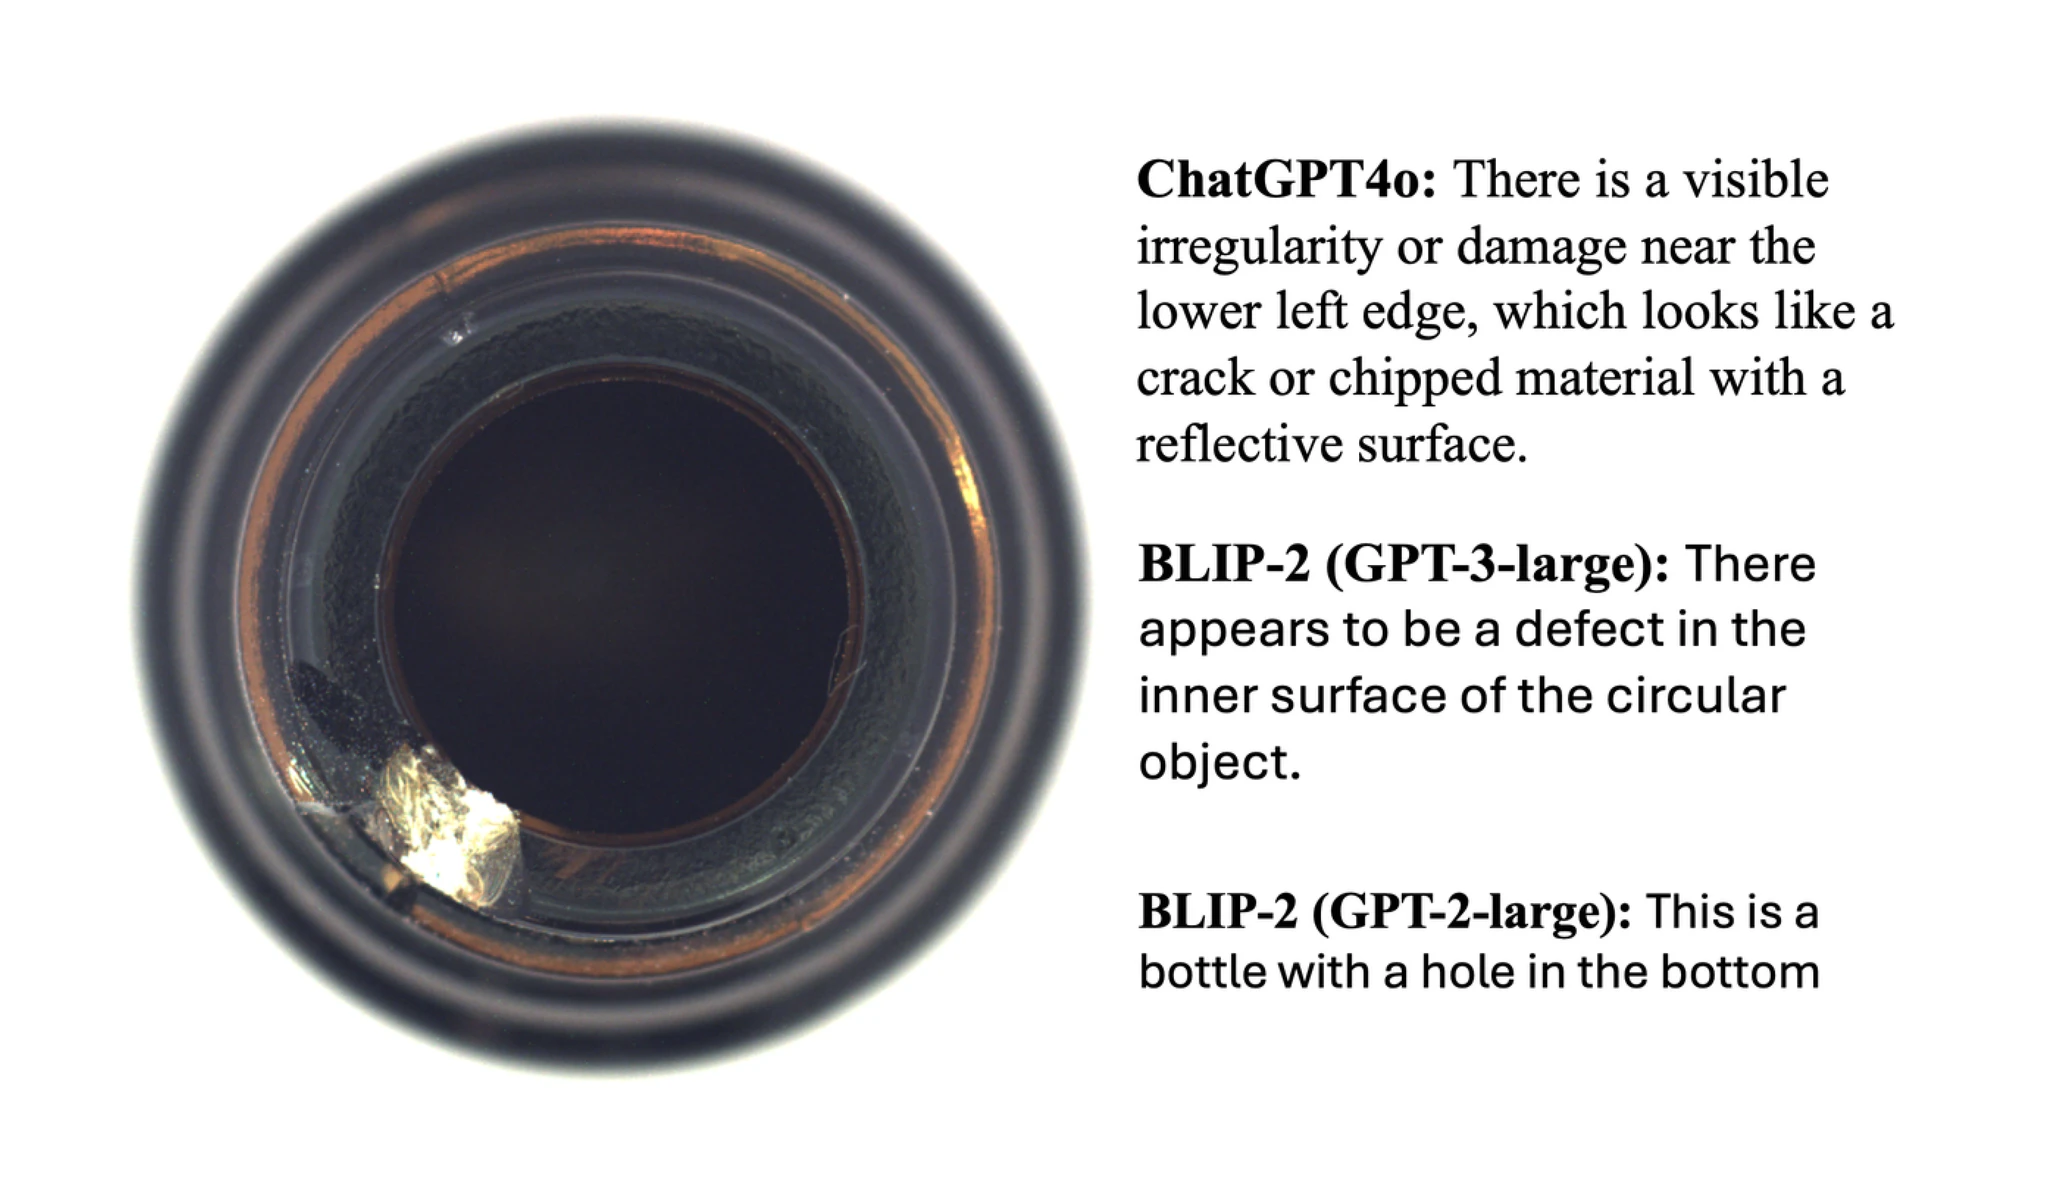 ChatGPT4o: There is a visible
irregularity or damage near the
lower left edge, which looks like a
crack or chipped material with a
reflective surface.
BLIP-2 (GPT-3-large): There
appears to be a defect in the
inner surface of the circular
object.
BLIP-2 (GPT-2-large): This is a
bottle with a hole in the bottom